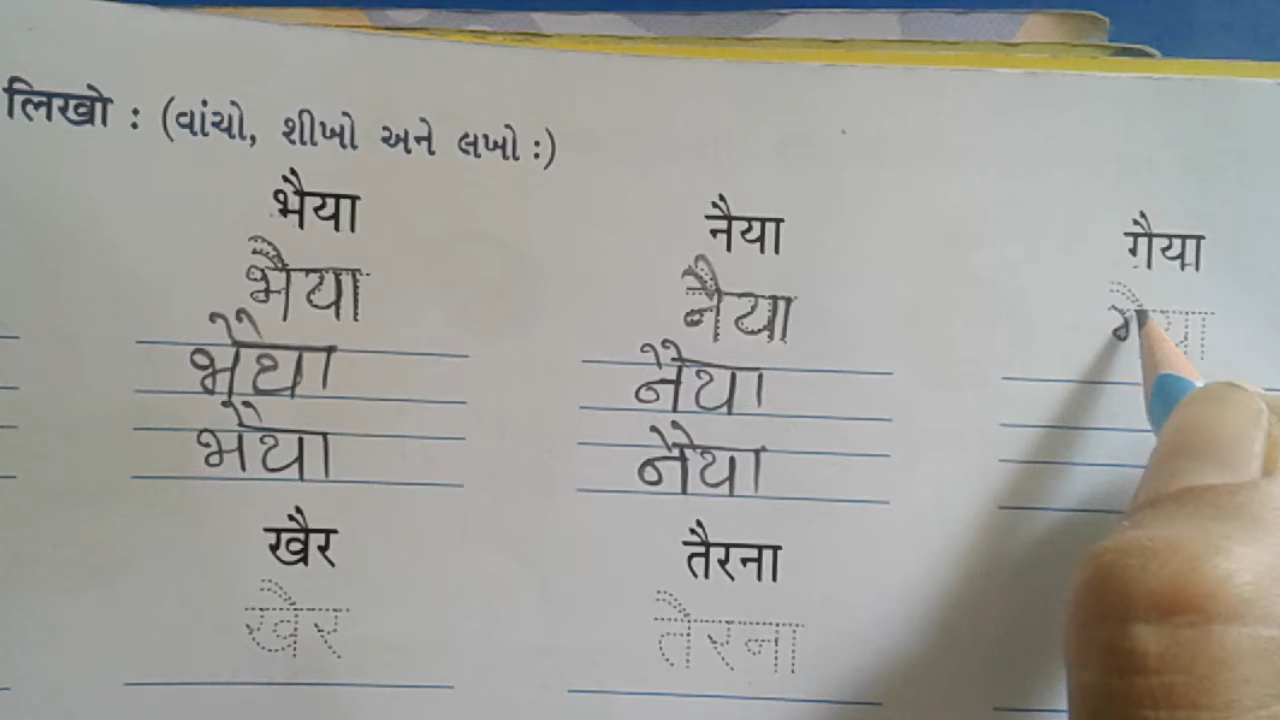 लिखो : (વાંચો, શીખો અને લખો :)
भैया नैया गैया
भैया नैया गैया
भैया नैया
भैया नैया
खैर तैरना
खैर तैरना